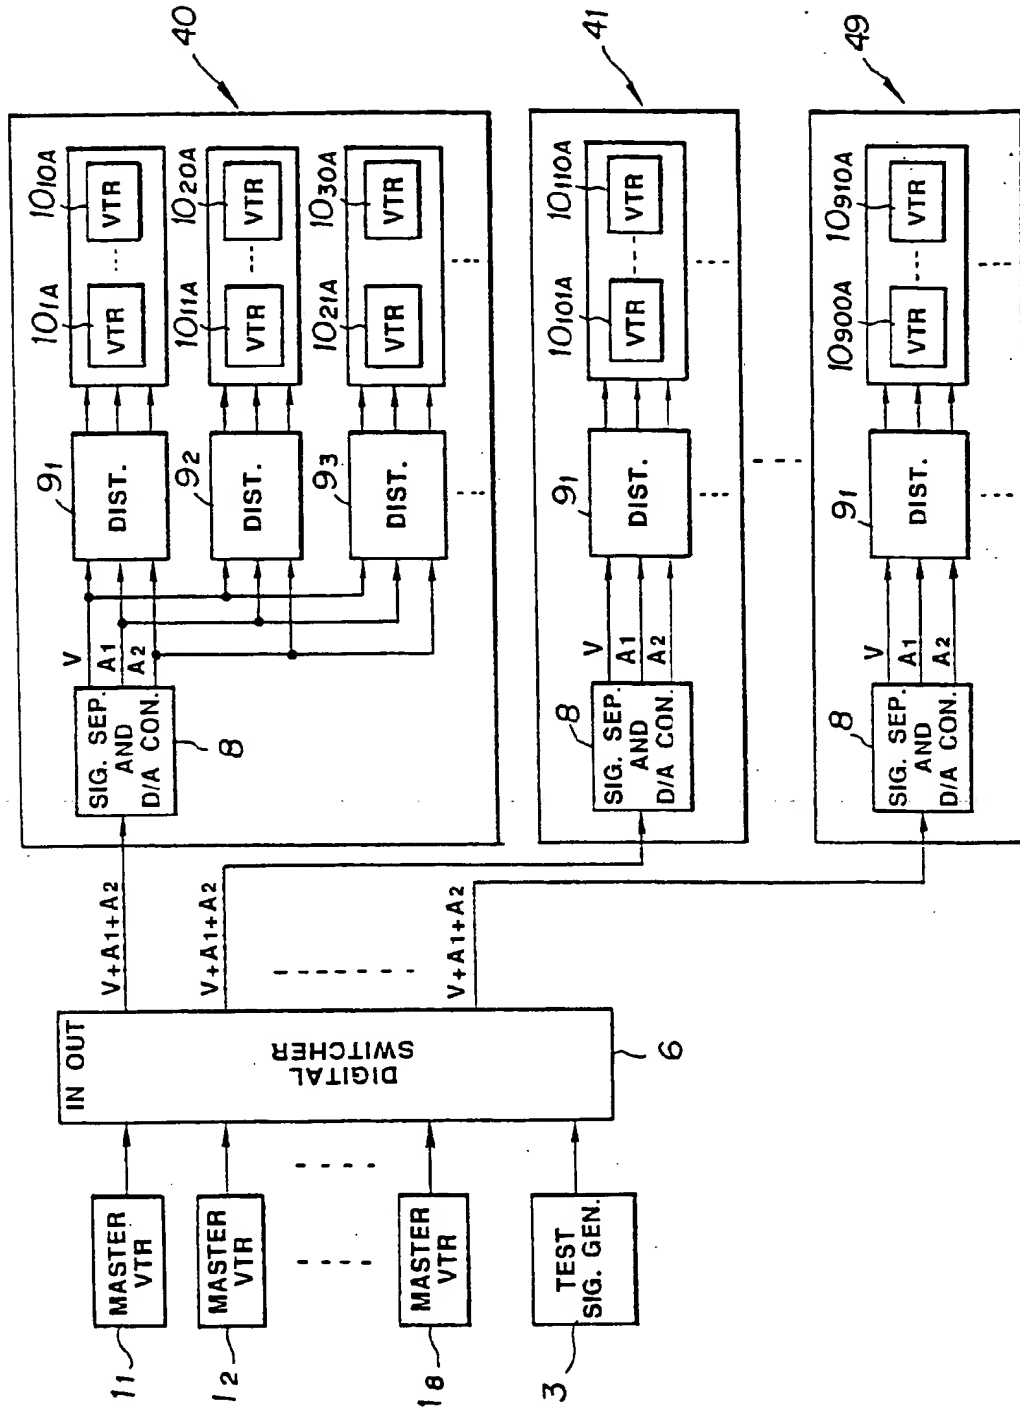 11
MASTER
VTR
12
MASTER
VTR
18
MASTER
VTR
3
TEST
SIG. GEN.
IN OUT
DIGITAL
SWITCHER
6
V+A1+A2
V+A1+A2
V+A1+A2
40
SIG. SEP.
AND
D/A CON.
8
V
A1
A2
91
DIST.
92
DIST.
93
DIST.
101A
VTR
1010A
VTR
1011A
VTR
1020A
VTR
1021A
VTR
1030A
VTR
41
SIG. SEP.
AND
D/A CON.
8
V
A1
A2
91
DIST.
10101A
VTR
10110A
VTR
49
SIG. SEP.
AND
D/A CON.
8
V
A1
A2
91
DIST.
10900A
VTR
10910A
VTR